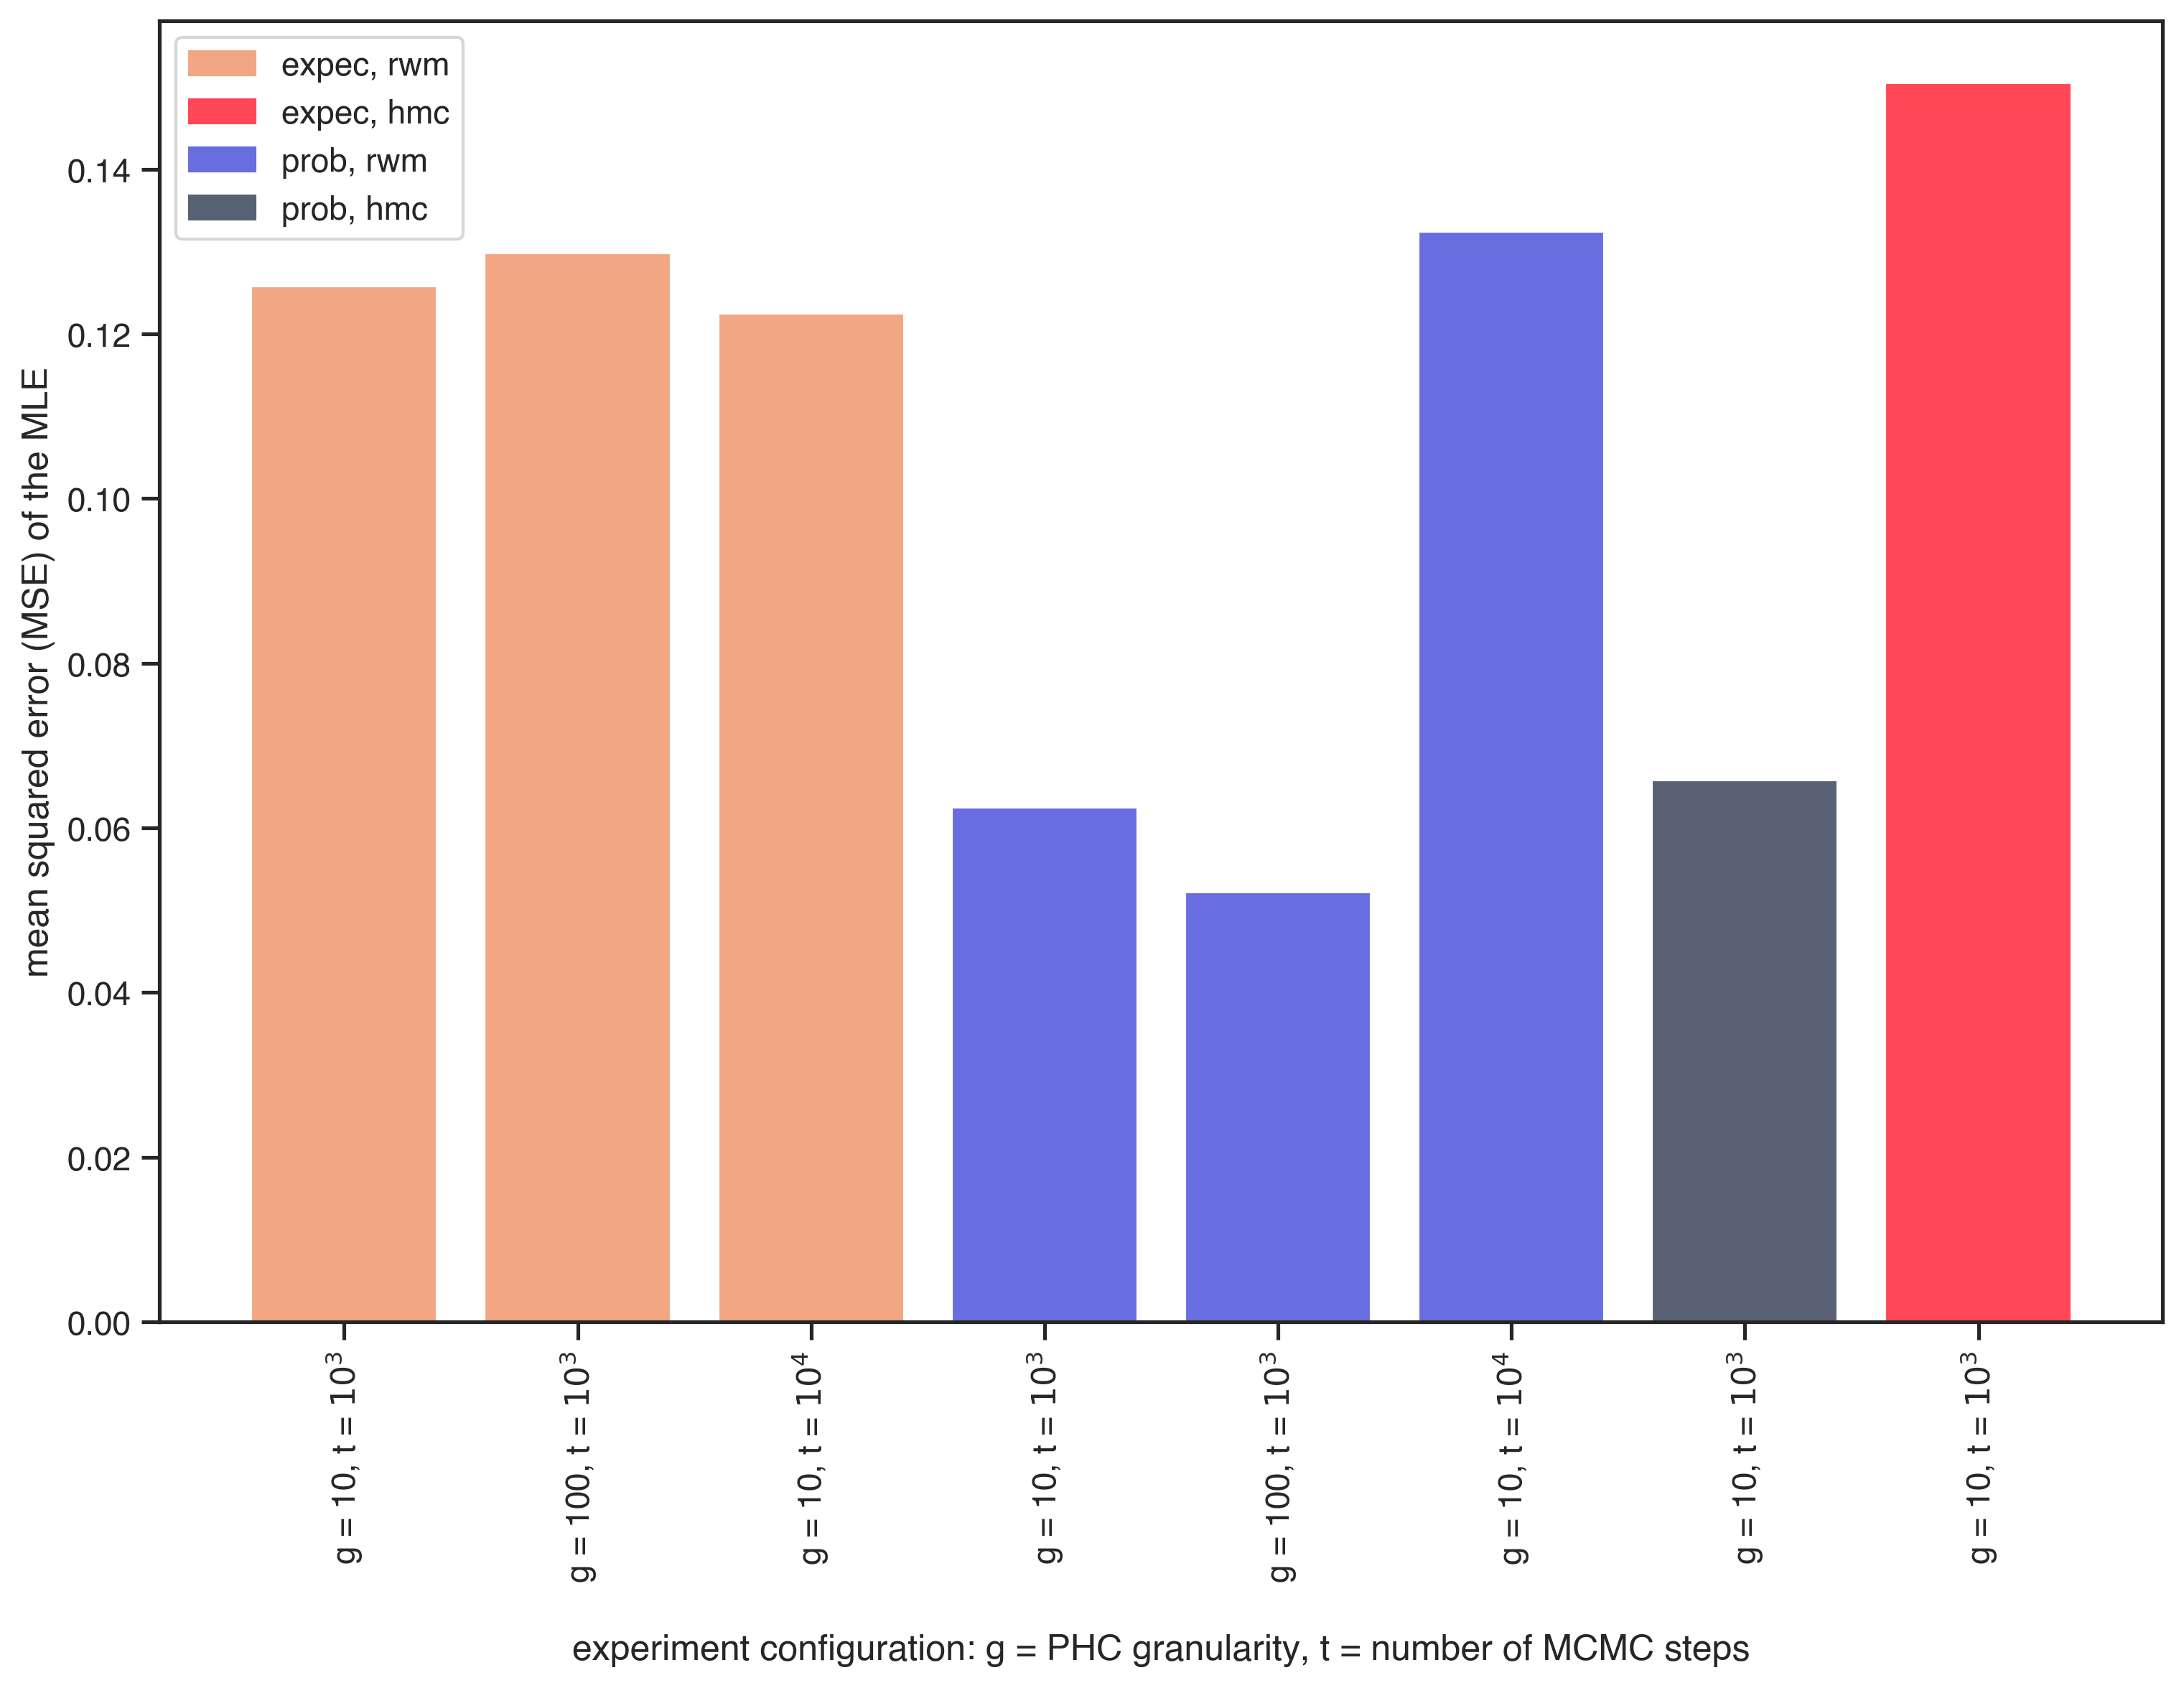 expec, rwm
expec, hmc
prob, rwm
prob, hmc
mean squared error (MSE) of the MLE
0.14
0.12
0.10
0.08
0.06
0.04
0.02
0.00
g = 10, t = 10³
g = 100, t = 10³
g = 10, t = 10⁴
g = 10, t = 10³
g = 100, t = 10³
g = 10, t = 10⁴
g = 10, t = 10³
g = 10, t = 10³
experiment configuration: g = PHC granularity, t = number of MCMC steps